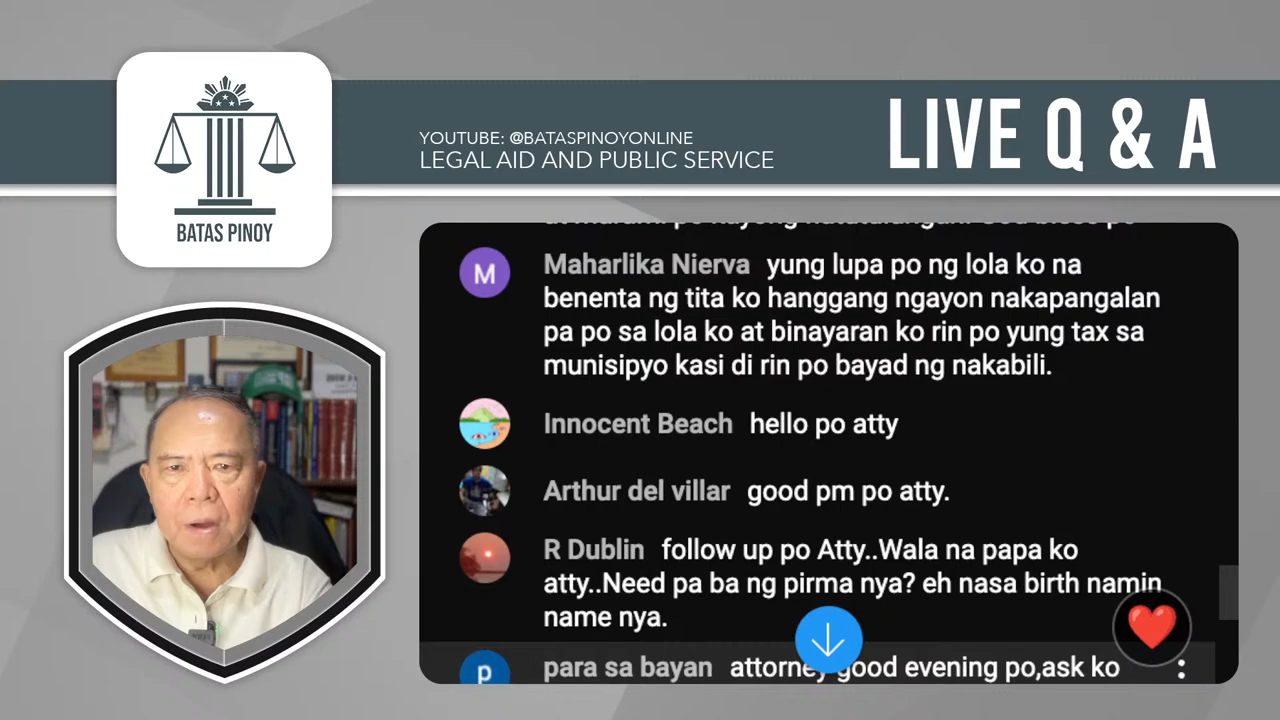 BATAS PINOY
YOUTUBE: @BATASPINOYONLINE
LEGAL AID AND PUBLIC SERVICE
LIVE Q & A
M
Maharlika Nierva yung lupa po ng lola ko na
benenta ng tita ko hanggang ngayon nakapangalan
pa po sa lola ko at binayaran ko rin po yung tax sa
munisipyo kasi di rin po bayad ng nakabili.
Innocent Beach hello po atty
Arthur del villar good pm po atty.
R Dublin follow up po Atty..Wala na papa ko
atty..Need pa ba ng pirma nya? eh nasa birth namin
name nya.
p
para sa bayan attorney good evening po,ask ko